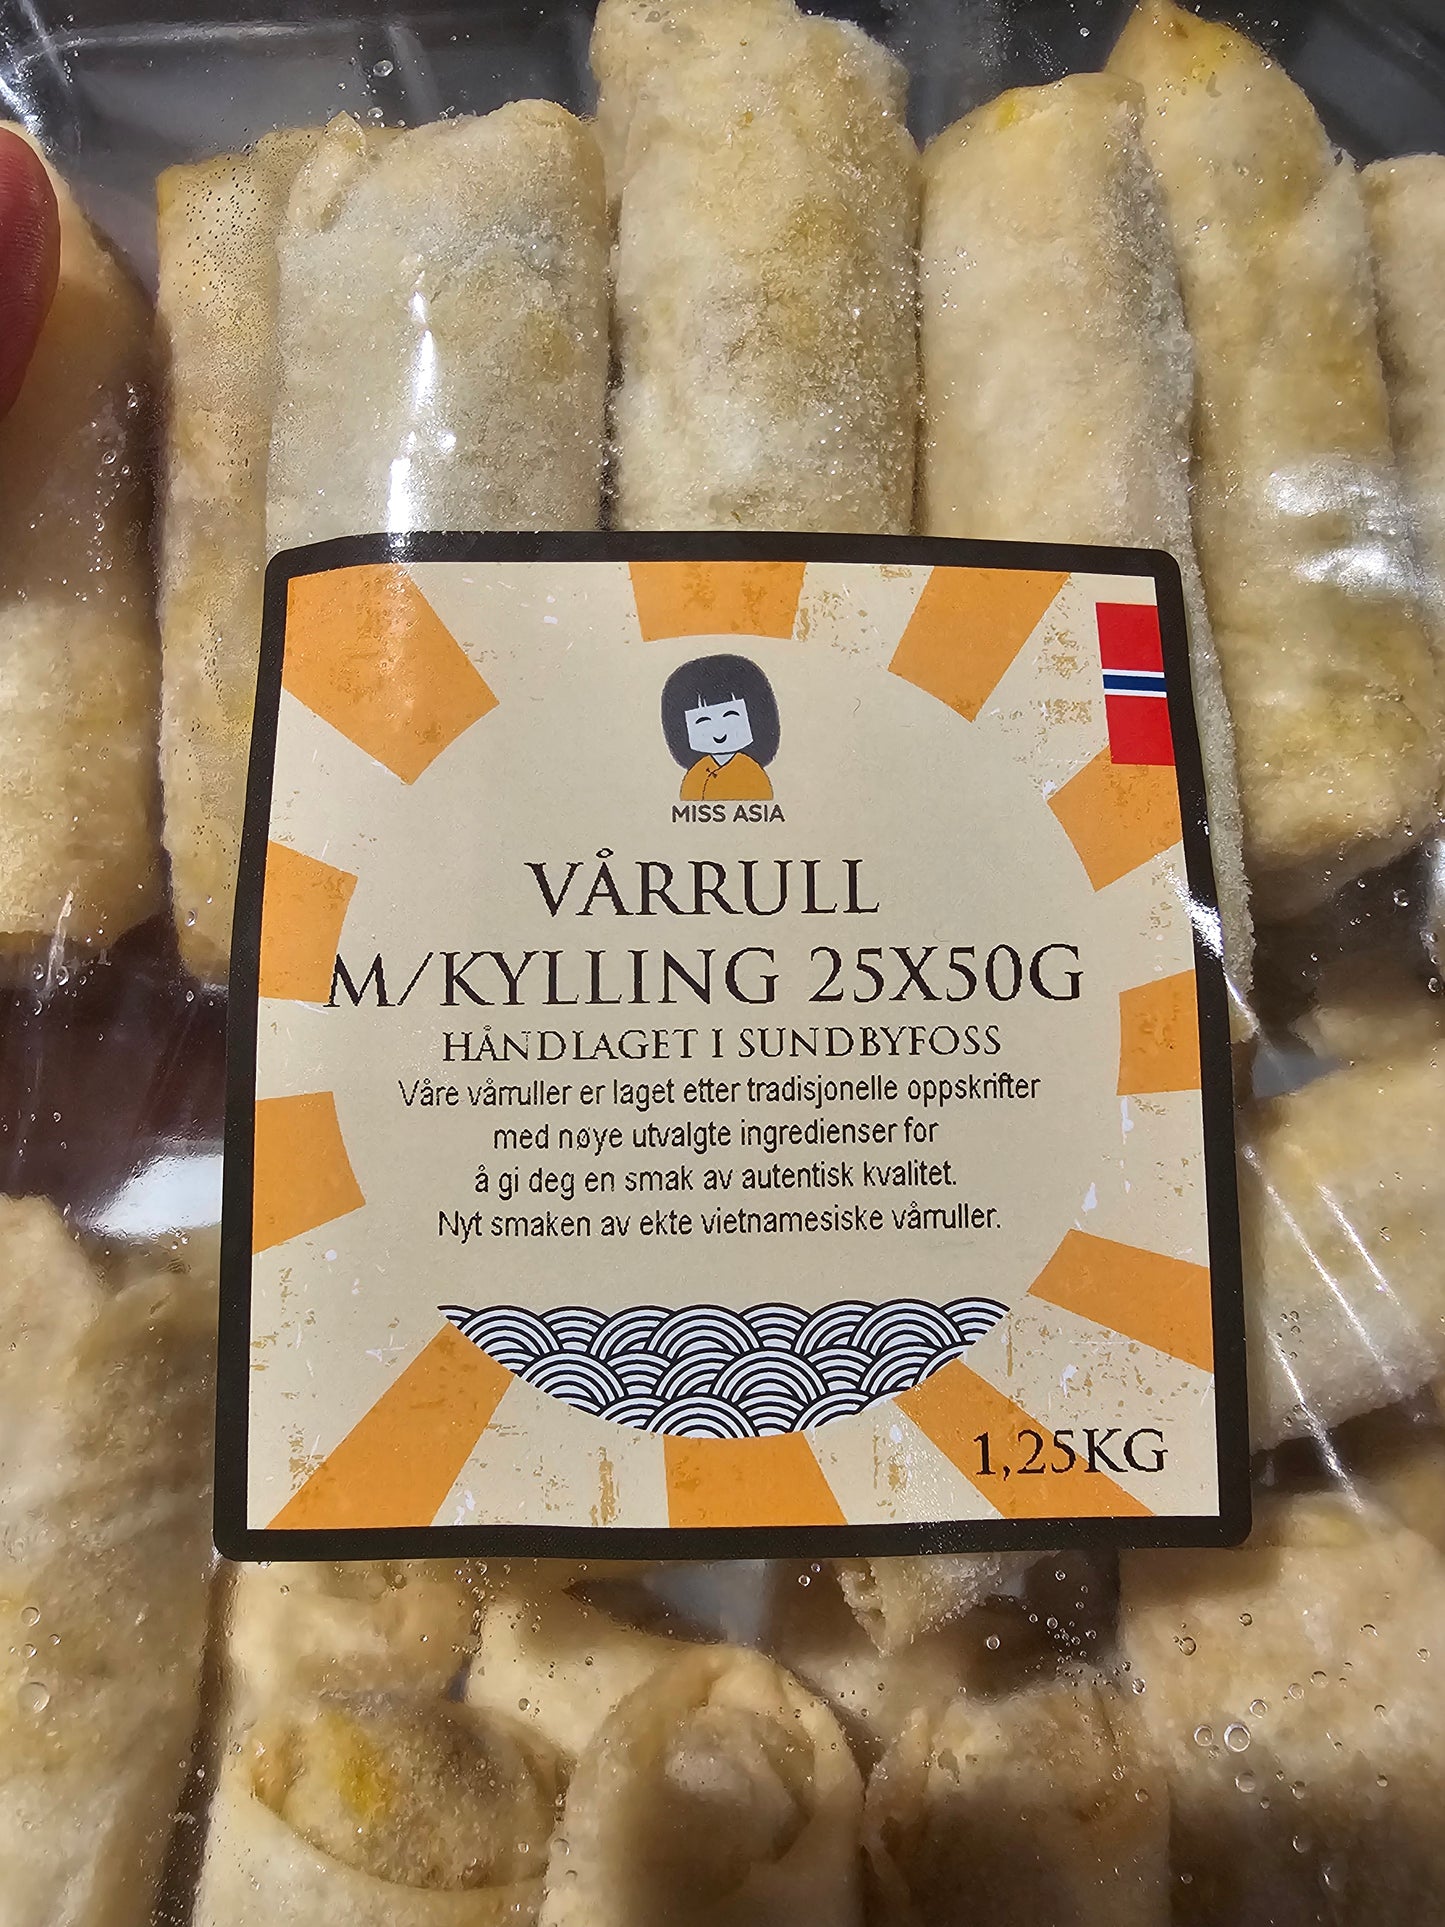 MISS ASIA
VÅRRULL
M/KYLLING 25X50G
HÅNDLAGET I SUNDBYFOSS
Våre vårruller er laget etter tradisjonelle oppskrifter
med nøye utvalgte ingredienser for
å gi deg en smak av autentisk kvalitet.
Nyt smaken av ekte vietnamesiske vårruller.
1,25KG